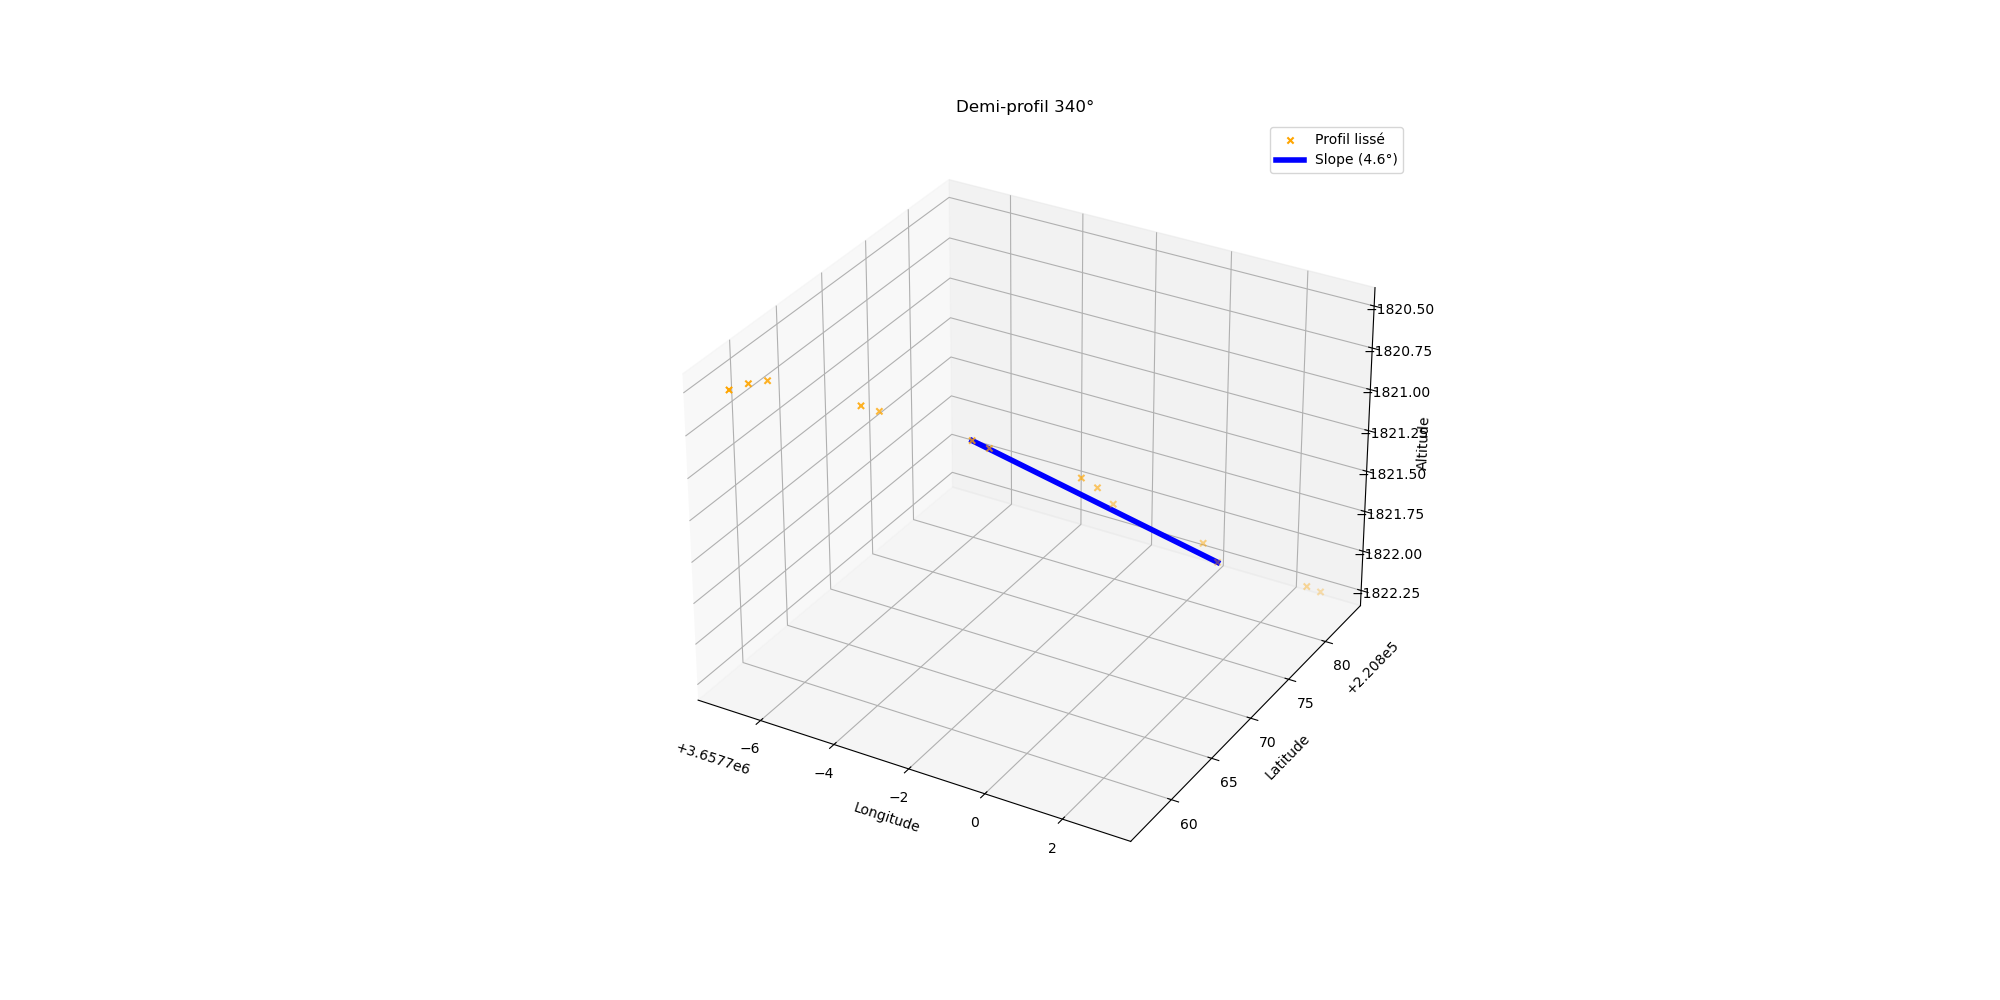 Demi-profil 340°
Profil lissé
Slope (4.6°)
−1820.50
−1820.75
−1821.00
−1821.25
−1821.50
−1821.75
−1822.00
−1822.25
Altitude
80
75
70
65
60
+2.208e5
Latitude
−6
−4
−2
0
2
+3.6577e6
Longitude